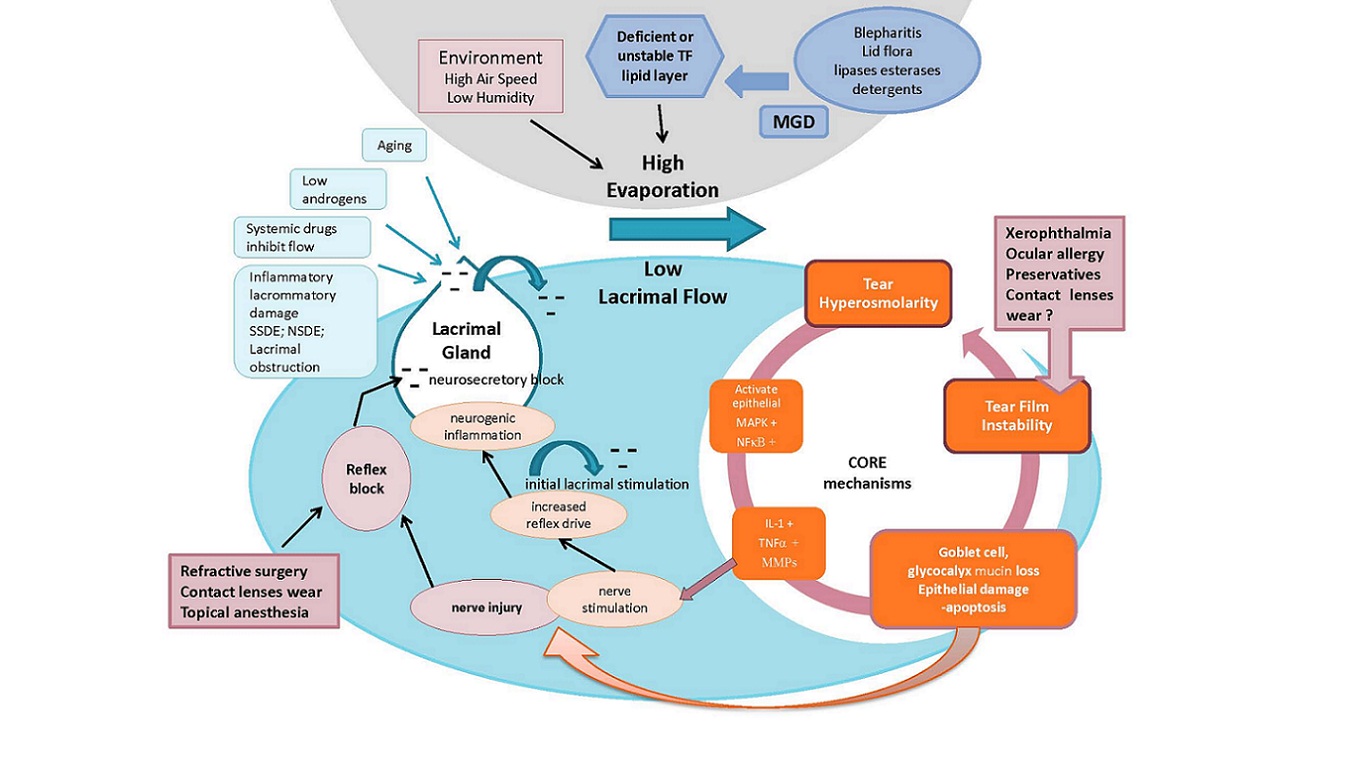 Environment
High Air Speed
Low Humidity
Deficient or
unstable TF
lipid layer
Blepharitis
Lid flora
lipases esterases
detergents
MGD
High
Evaporation
Aging
Low
androgens
Systemic drugs
inhibit flow
Inflammatory
lacrommatory
damage
SSDE; NSDE;
Lacrimal
obstruction
Low
Lacrimal Flow
Lacrimal
Gland
neurosecretory block
neurogenic
inflammation
initial lacrimal stimulation
increased
reflex drive
Reflex
block
Refractive surgery
Contact lenses wear
Topical anesthesia
nerve injury
nerve
stimulation
Tear
Hyperosmolarity
Xerophthalmia
Ocular allergy
Preservatives
Contact lenses
wear ?
Tear Film
Instability
Activate
epithelial
MAPK +
NFκB +
CORE
mechanisms
IL-1 +
TNFα +
MMPs
Goblet cell,
glycocalyx mucin loss
Epithelial damage
-apoptosis